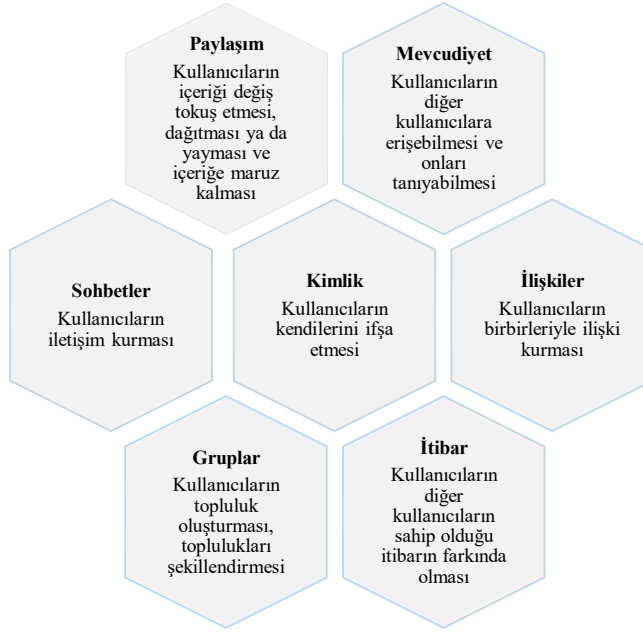 Paylaşım
Kullanıcıların
içeriği değiş
tokuş etmesi,
dağıtması ya da
yayması ve
içeriğe maruz
kalması
Mevcudiyet
Kullanıcıların
diğer
kullanıcılara
erişebilmesi ve
onları
tanıyabilmesi
Sohbetler
Kullanıcıların
iletişim kurması
Kimlik
Kullanıcıların
kendilerini ifşa
etmesi
İlişkiler
Kullanıcıların
birbirleriyle ilişki
kurması
Gruplar
Kullanıcıların
topluluk
oluşturması,
toplulukları
şekillendirmesi
İtibar
Kullanıcıların
diğer
kullanıcıların
sahip olduğu
itibarın farkında
olması